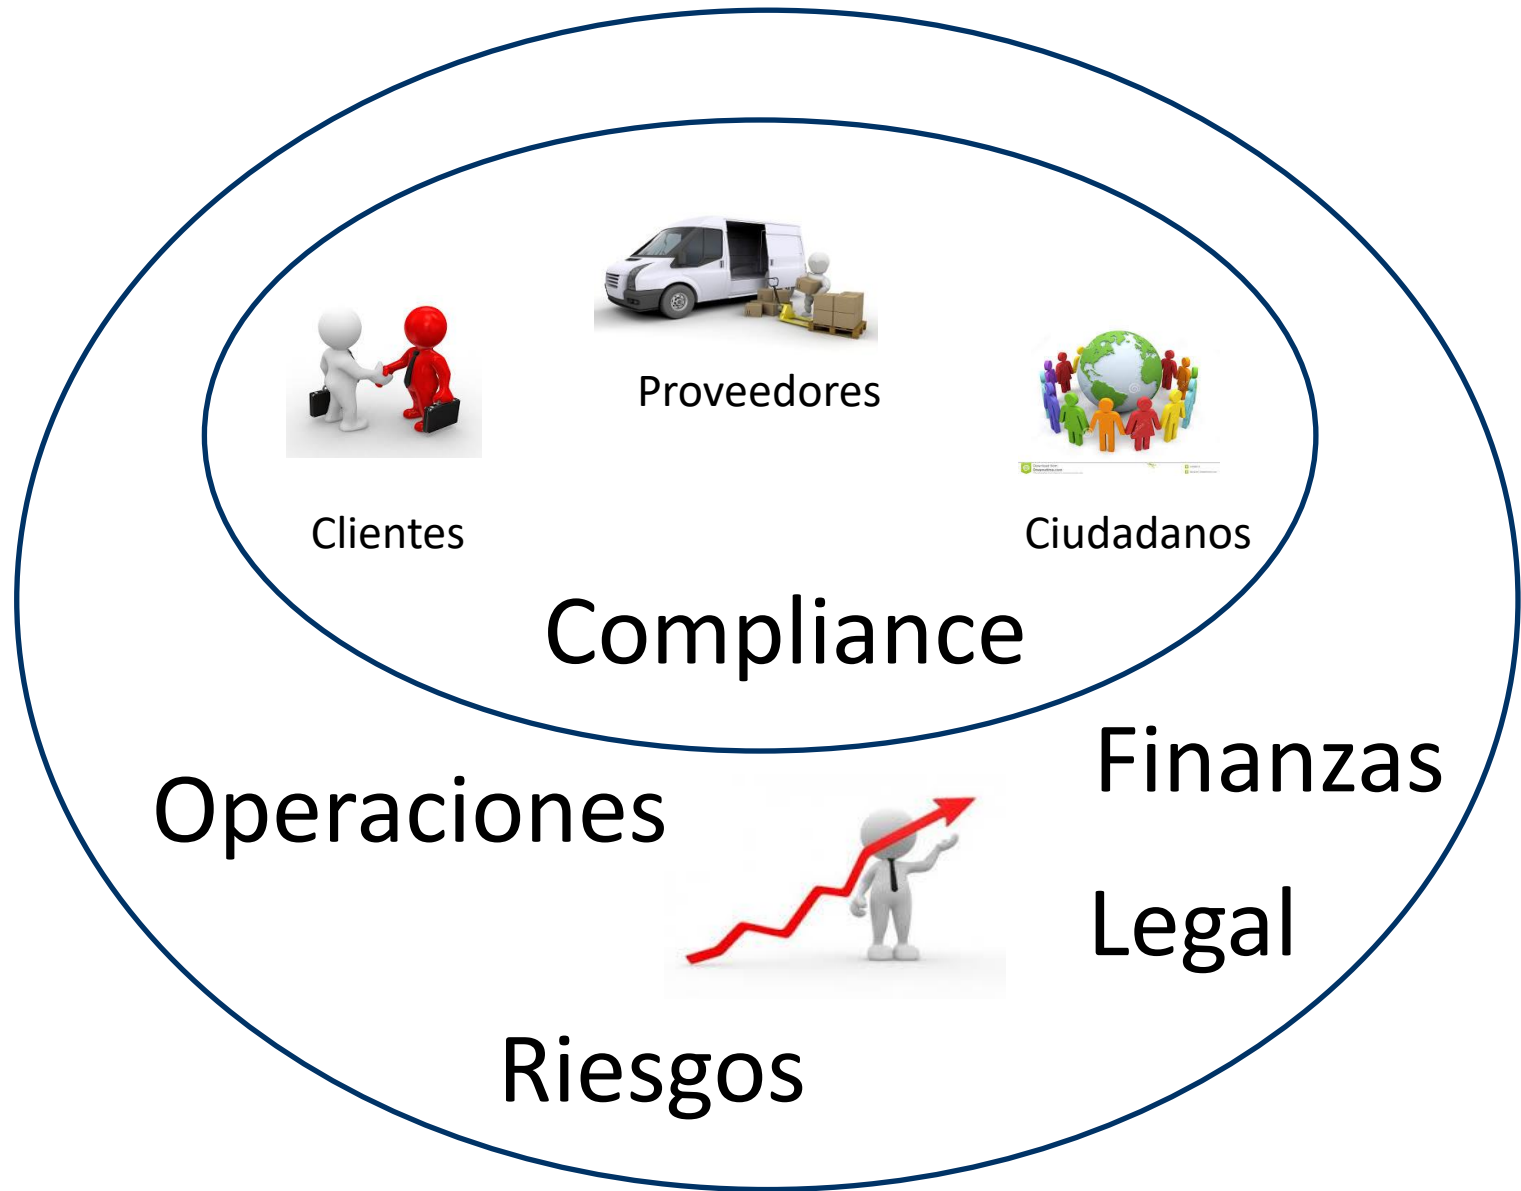 Proveedores
Clientes
Ciudadanos
Compliance
Finanzas
Operaciones
Legal
Riesgos